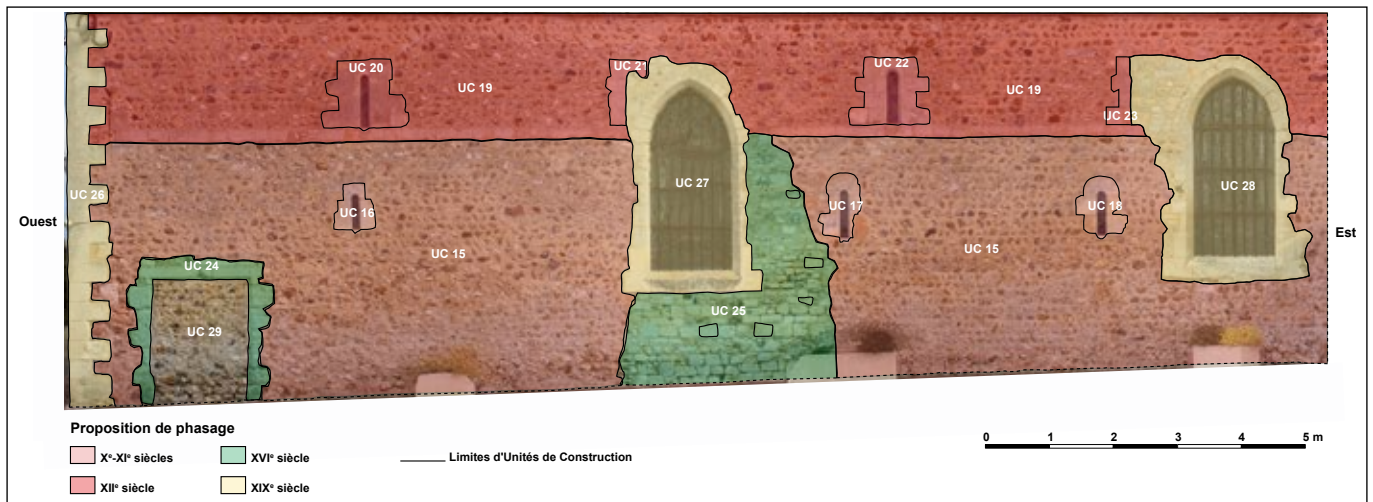 UC 20
UC 19
UC 21
UC 22
UC 19
UC 23
UC 26
UC 16
UC 27
UC 17
UC 18
UC 28
Ouest
Est
UC 24
UC 15
UC 15
UC 29
UC 25
Proposition de phasage
Xᵉ-XIᵉ siècles
XVIᵉ siècle
Limites d'Unités de Construction
XIIᵉ siècle
XIXᵉ siècle
0 1 2 3 4 5 m